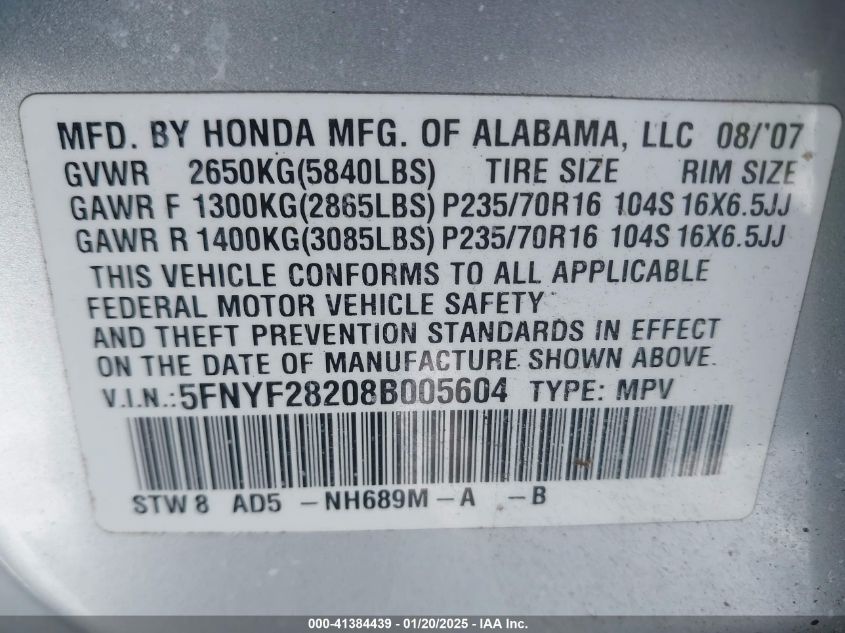 MFD. BY HONDA MFG. OF ALABAMA, LLC 08/'07
GVWR 2650KG(5840LBS) TIRE SIZE RIM SIZE
GAWR F 1300KG(2865LBS) P235/70R16 104S 16X6.5JJ
GAWR R 1400KG(3085LBS) P235/70R16 104S 16X6.5JJ
THIS VEHICLE CONFORMS TO ALL APPLICABLE
FEDERAL MOTOR VEHICLE SAFETY
AND THEFT PREVENTION STANDARDS IN EFFECT
ON THE DATE OF MANUFACTURE SHOWN ABOVE.
V.I.N.:5FNYF28208B005604 TYPE: MPV
STW 8 AD5 -NH689M-A -B
000-41384439 - 01/20/2025 - IAA Inc.